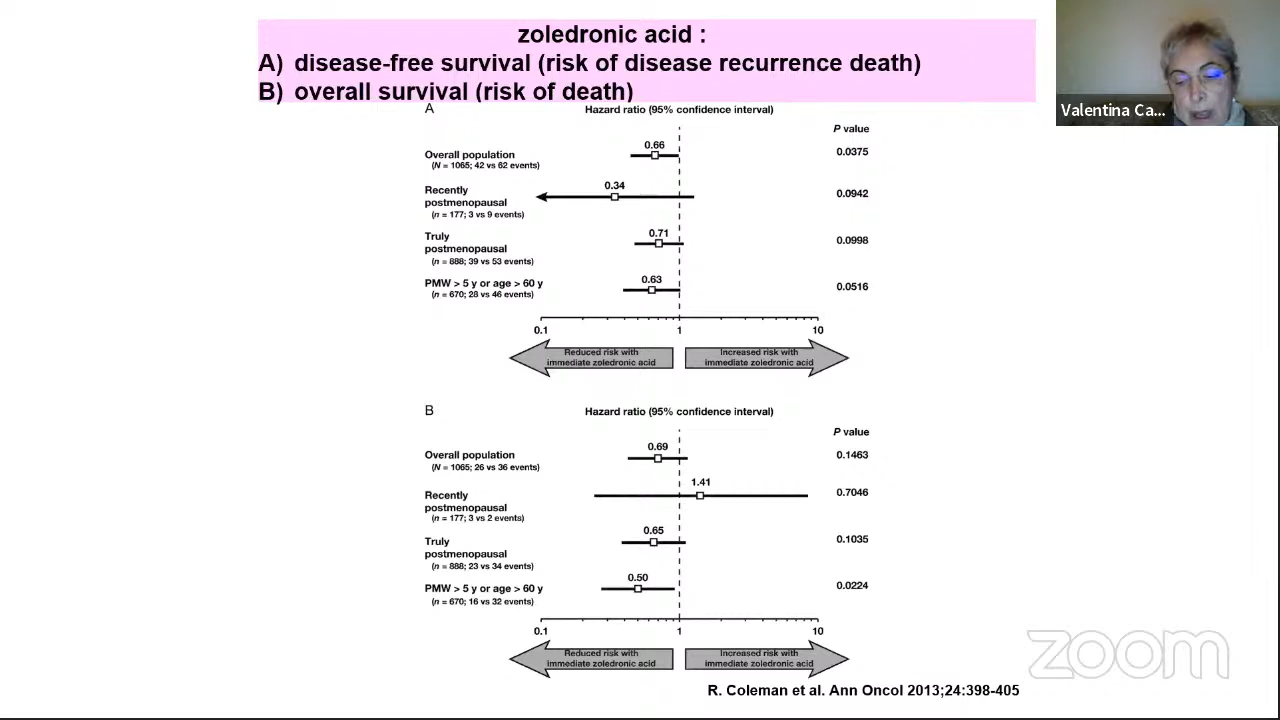 zoledronic acid :
A) disease-free survival (risk of disease recurrence death)
B) overall survival (risk of death)
Valentina Ca...
A
Hazard ratio (95% confidence interval)
P value
Overall population
(N = 1065; 42 vs 62 events)
0.66
0.0375
Recently
postmenopausal
(n = 177; 3 vs 9 events)
0.34
0.0942
Truly
postmenopausal
(n = 888; 39 vs 53 events)
0.71
0.0998
PMW > 5 y or age > 60 y
(n = 670; 28 vs 46 events)
0.63
0.0516
0.1 1 10
Reduced risk with
immediate zoledronic acid
Increased risk with
immediate zoledronic acid
B
Hazard ratio (95% confidence interval)
P value
Overall population
(N = 1065; 26 vs 36 events)
0.69
0.1463
Recently
postmenopausal
(n = 177; 3 vs 2 events)
1.41
0.7046
Truly
postmenopausal
(n = 888; 23 vs 34 events)
0.65
0.1035
PMW > 5 y or age > 60 y
(n = 670; 16 vs 32 events)
0.50
0.0224
0.1 1 10
Reduced risk with
immediate zoledronic acid
Increased risk with
immediate zoledronic acid
zoom
R. Coleman et al. Ann Oncol 2013;24:398-405